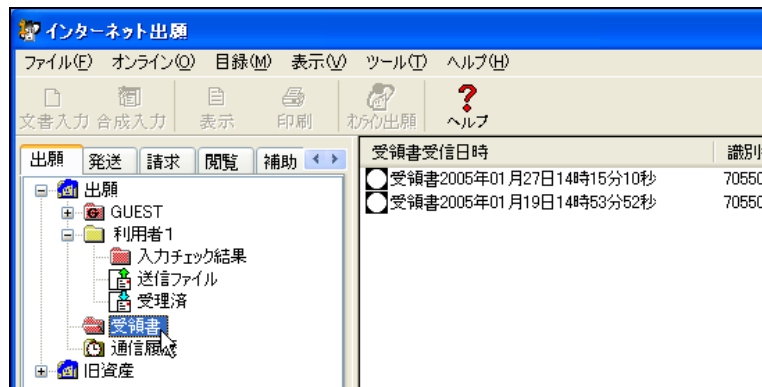 インターネット出願
ファイル(F) オンライン(O) 目録(M) 表示(V) ツール(T) ヘルプ(H)
文書入力 合成入力 表示 印刷 オンライン出願 ヘルプ
出願 発送 請求 閲覧 補助
受領書受信日時
出願
GUEST
利用者1
入力チェック結果
送信ファイル
受理済
受領書
通信履歴
旧資産
受領書2005年01月27日14時15分10秒 70550
受領書2005年01月19日14時53分52秒 70550